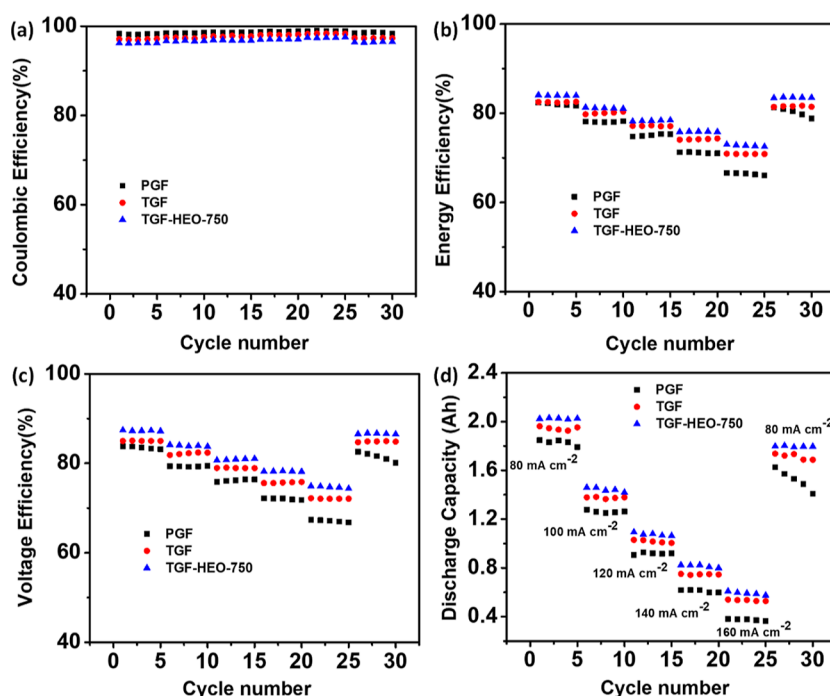 (a)
100
80
60
40
Coulombic Efficiency(%)
PGF
TGF
TGF-HEO-750
0 5 10 15 20 25 30
Cycle number
(b)
100
80
60
40
Energy Efficiency(%)
PGF
TGF
TGF-HEO-750
0 5 10 15 20 25 30
Cycle number
(c)
100
80
60
40
Voltage Efficiency(%)
PGF
TGF
TGF-HEO-750
0 5 10 15 20 25 30
Cycle number
(d)
2.4
2.0
1.6
1.2
0.8
0.4
Discharge Capacity (Ah)
PGF
TGF
TGF-HEO-750
80 mA cm⁻²
80 mA cm⁻²
100 mA cm⁻²
120 mA cm⁻²
140 mA cm⁻²
160 mA cm⁻²
0 5 10 15 20 25 30
Cycle number